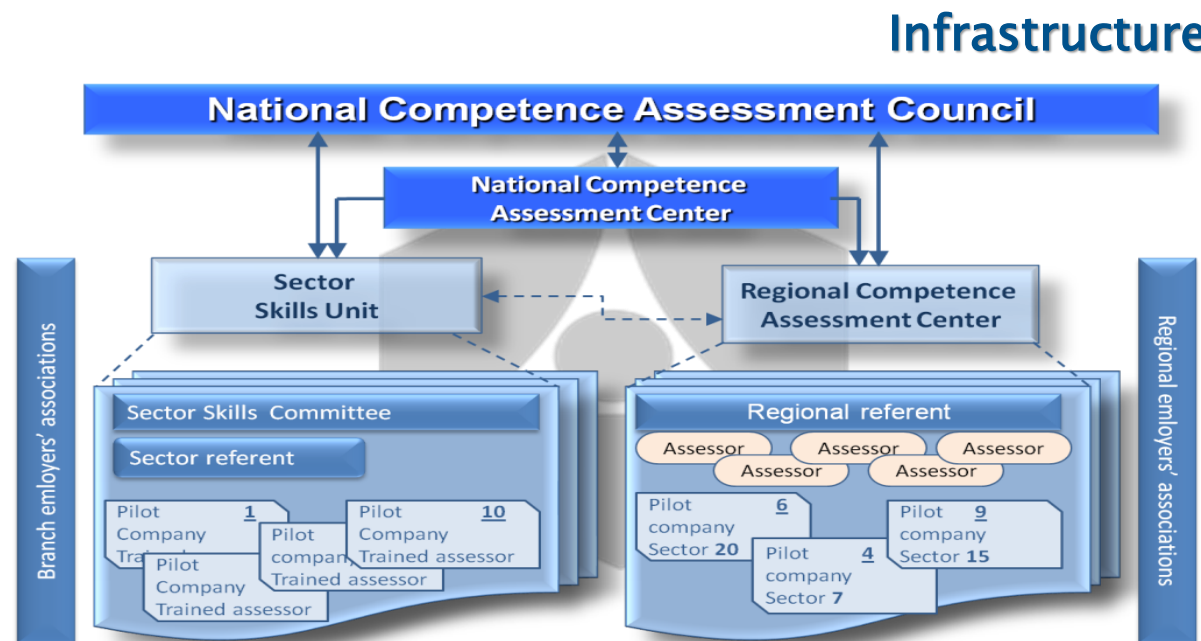 Infrastructure
National Competence Assessment Council
National Competence
Assessment Center
Sector
Skills Unit
Regional Competence
Assessment Center
Branch emloyers' associations
Regional emloyers' associations
Sector Skills Committee
Sector referent
Pilot 1
Company
Pilot
Company
Trained assessor
Pilot
company
Trained assessor
Pilot 10
Company
Trained assessor
Regional referent
Assessor
Assessor
Assessor
Assessor
Assessor
Pilot 6
company
Sector 20
Pilot 4
company
Sector 7
Pilot 9
company
Sector 15